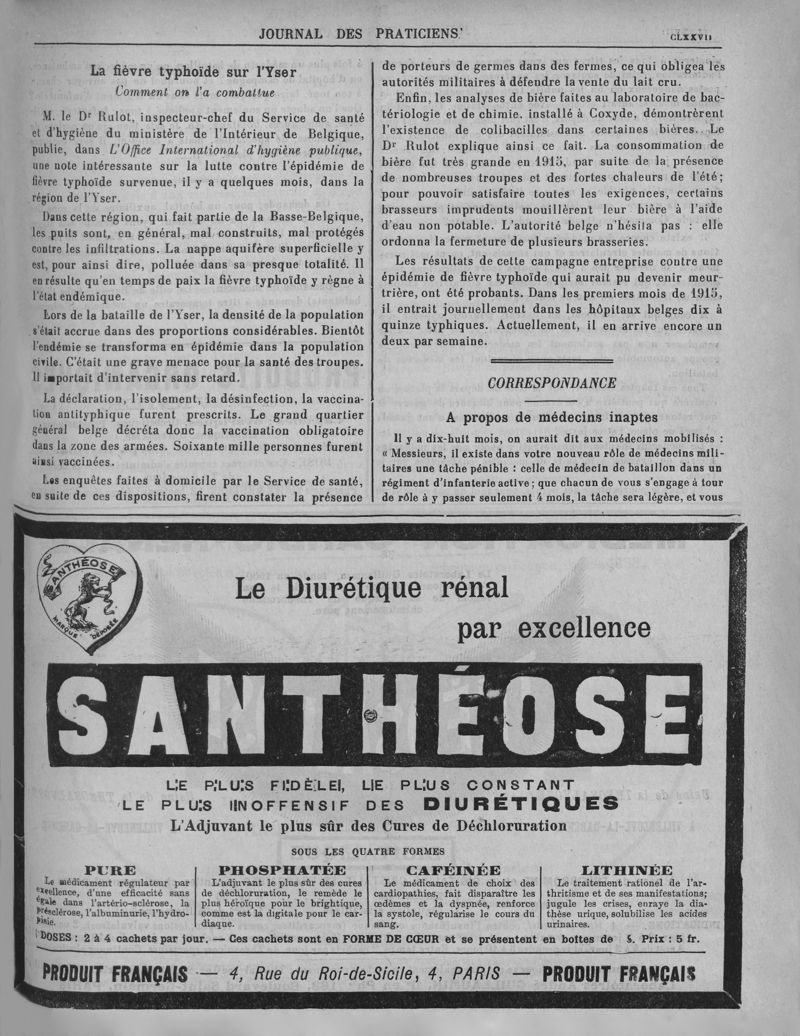 JOURNAL DES PRATICIENS
CLXXVII
La fièvre typhoïde sur l'Yser
Comment on l'a combattue
M. le Dr Rulot, inspecteur-chef du Service de santé
et d'hygiène du ministère de l'Intérieur de Belgique,
publie, dans L'Office International d'hygiène publique,
une note intéressante sur la lutte contre l'épidémie de
fièvre typhoïde survenue, il y a quelques mois, dans la
région de l'Yser.
Dans cette région, qui fait partie de la Basse-Belgique,
les puits sont, en général, mal construits, mal protégés
contre les infiltrations. La nappe aquifère superficielle y
est, pour ainsi dire, polluée dans sa presque totalité. Il
en résulte qu'en temps de paix la fièvre typhoïde y règne à
l'état endémique.
Lors de la bataille de l'Yser, la densité de la population
s'était accrue dans des proportions considérables. Bientôt
l'endémie se transforma en épidémie dans la population
civile. C'était une grave menace pour la santé des troupes.
Il importait d'intervenir sans retard.
La déclaration, l'isolement, la désinfection, la vaccina-
tion antityphique furent prescrits. Le grand quartier
général belge décréta donc la vaccination obligatoire
dans la zone des armées. Soixante mille personnes furent
ainsi vaccinées.
Les enquêtes faites à domicile par le Service de santé,
en suite de ces dispositions, firent constater la présence
de porteurs de germes dans des fermes, ce qui obligea les
autorités militaires à défendre la vente du lait cru.
Enfin, les analyses de bière faites au laboratoire de bac-
tériologie et de chimie, installé à Coxyde, démontrèrent
l'existence de colibacilles dans certaines bières. Le
Dr Rulot explique ainsi ce fait. La consommation de
bière fut très grande en 1915, par suite de la présence
de nombreuses troupes et des fortes chaleurs de l'été;
pour pouvoir satisfaire toutes les exigences, certains
brasseurs imprudents mouillèrent leur bière à l'aide
d'eau non potable. L'autorité belge n'hésita pas : elle
ordonna la fermeture de plusieurs brasseries.
Les résultats de cette campagne entreprise contre une
épidémie de fièvre typhoïde qui aurait pu devenir meur-
trière, ont été probants. Dans les premiers mois de 1915,
il entrait journellement dans les hôpitaux belges dix à
quinze typhiques. Actuellement, il en arrive encore un
deux par semaine.
CORRESPONDANCE
A propos de médecins inaptes
Il y a dix-huit mois, on aurait dit aux médecins mobilisés :
« Messieurs, il existe dans votre nouveau rôle de médecins mili-
taires une tâche pénible : celle de médecin de bataillon dans un
régiment d'infanterie active ; que chacun de vous s'engage à tour
de rôle à y passer seulement 4 mois, la tâche sera légère, et vous
SANTHÉOSE
MARQUE DÉPOSÉE
Le Diurétique rénal
par excellence
SANTHÉOSE
LE PLUS FIDÈLE, LE PLUS CONSTANT
LE PLUS INOFFENSIF DES DIURÉTIQUES
L'Adjuvant le plus sûr des Cures de Déchloruration
SOUS LES QUATRE FORMES
PURE
Le médicament régulateur par
excellence, d'une efficacité sans
égale dans l'artério-sclérose, la
présclérose, l'albuminurie, l'hydro-
pisie.
PHOSPHATÉE
L'adjuvant le plus sûr des cures
de déchloruration, le remède le
plus héroïque pour le brightique,
comme est la digitale pour le car-
diaque.
CAFÉINÉE
Le médicament de choix des
cardiopathies, fait disparaître les
œdèmes et la dyspnée, renforce
la systole, régularise le cours du
sang.
LITHINÉE
Le traitement rationel de l'ar-
thritisme et de ses manifestations;
jugule les crises, enraye la dia-
thèse urique, solubilise les acides
urinaires.
DOSES : 2 à 4 cachets par jour. — Ces cachets sont en FORME DE CŒUR et se présentent en boites de . Prix : 5 fr.
PRODUIT FRANÇAIS — 4, Rue du Roi-de-Sicile, 4, PARIS — PRODUIT FRANÇAIS